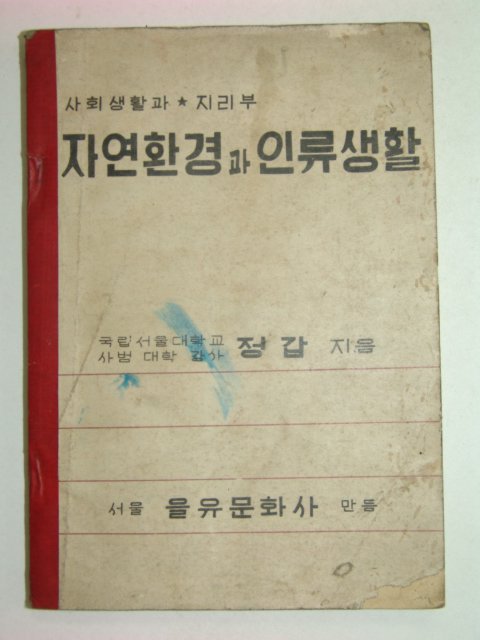 사회생활과 ★ 지리부
자연환경과 인류생활
국립서울대학교
사범 대학 강사 정갑 지음
서울 을유문화사 만듬